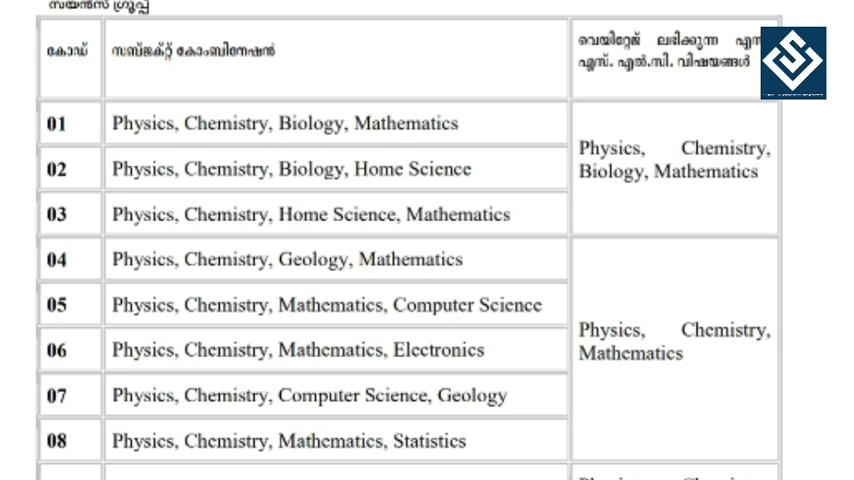 സയൻസ് ഗ്രൂപ്പ്
കോഡ്
സബ്ജക്റ്റ് കോംബിനേഷൻ
വെയിറ്റേജ് ലഭിക്കുന്ന എസ്
എസ്. എൽ.സി. വിഷയങ്ങൾ
01 Physics, Chemistry, Biology, Mathematics
02 Physics, Chemistry, Biology, Home Science
03 Physics, Chemistry, Home Science, Mathematics
Physics, Chemistry,
Biology, Mathematics
04 Physics, Chemistry, Geology, Mathematics
05 Physics, Chemistry, Mathematics, Computer Science
06 Physics, Chemistry, Mathematics, Electronics
07 Physics, Chemistry, Computer Science, Geology
08 Physics, Chemistry, Mathematics, Statistics
Physics, Chemistry,
Mathematics